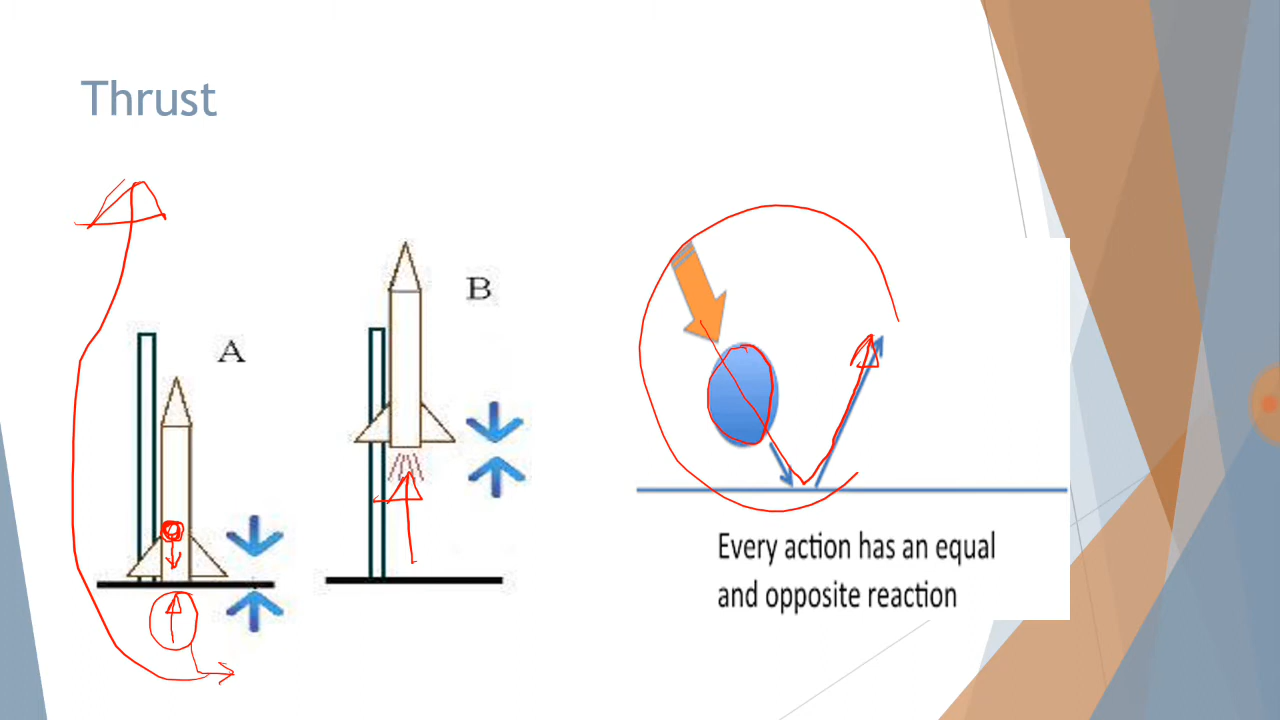 Thrust
A
B
Every action has an equal
and opposite reaction